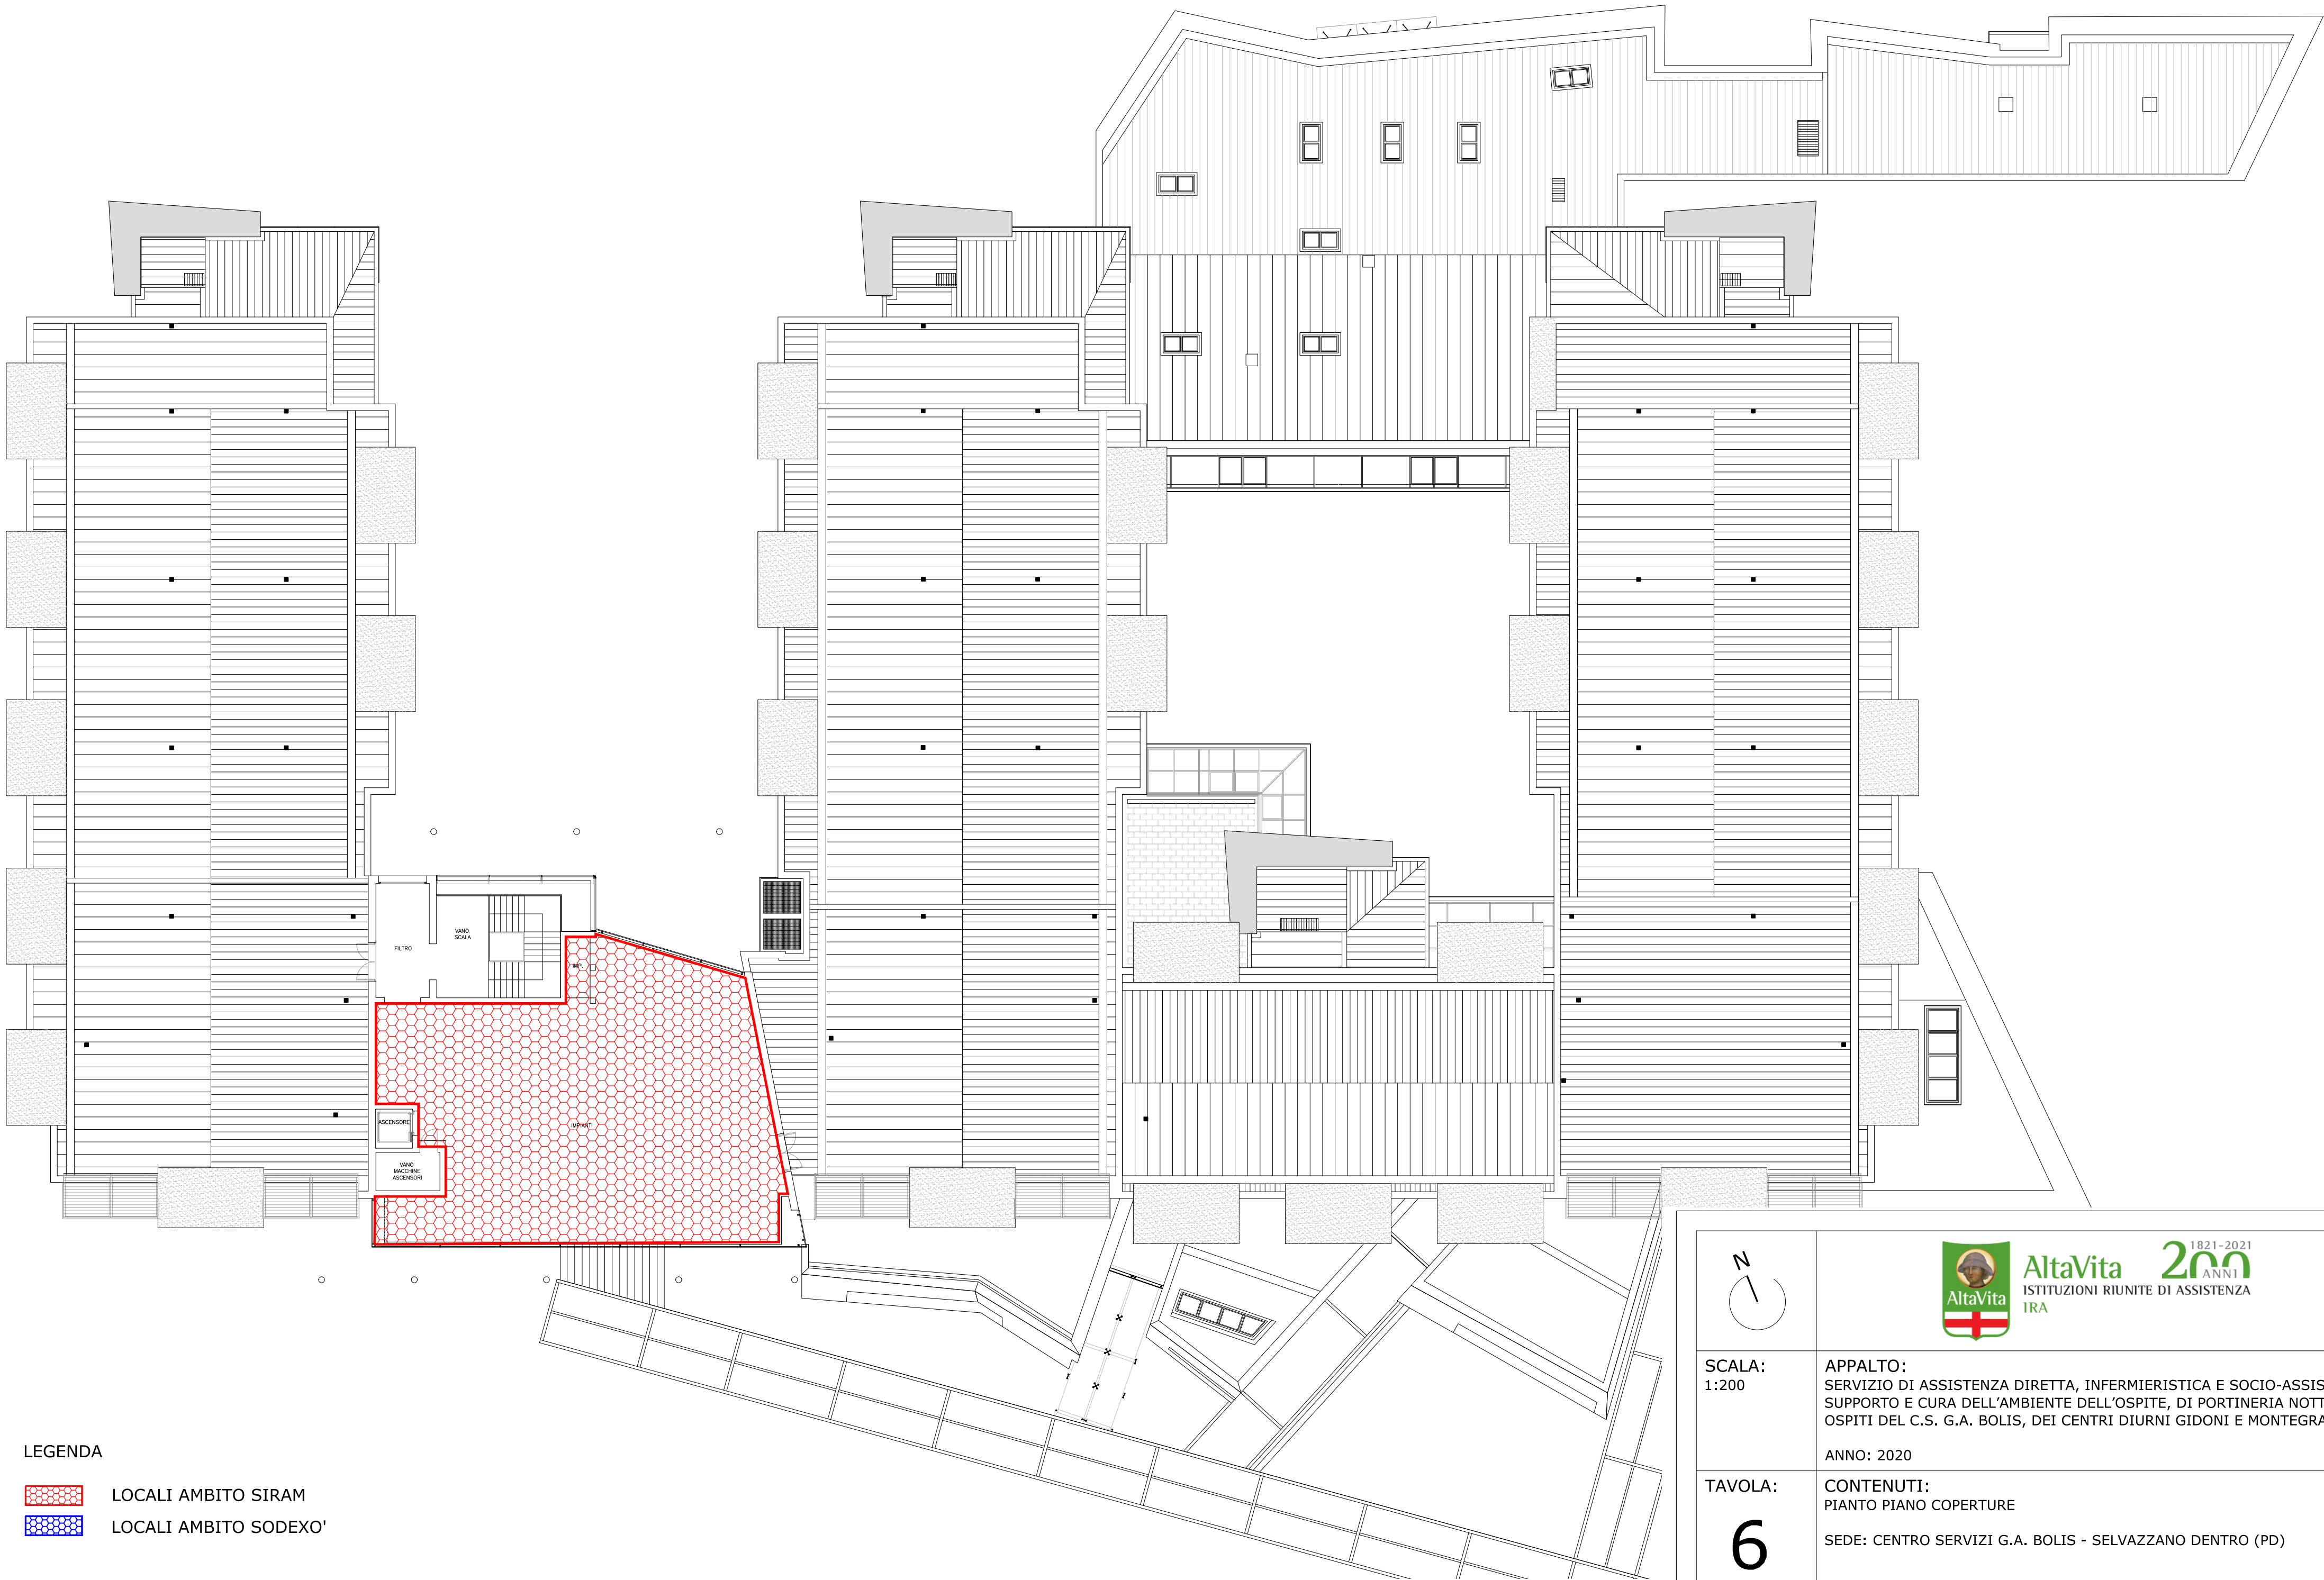 FILTRO
VANO
SCALA
IMP.
IMPIANTI
ASCENSORE
VANO
MACCHINE
ASCENSORI
LEGENDA
LOCALI AMBITO SIRAM
LOCALI AMBITO SODEXO'
N
AltaVita
AltaVita
1821-2021
200
ANNI
ISTITUZIONI RIUNITE DI ASSISTENZA
IRA
SCALA:
1:200
APPALTO:
SERVIZIO DI ASSISTENZA DIRETTA, INFERMIERISTICA E SOCIO-ASSIS
SUPPORTO E CURA DELL'AMBIENTE DELL'OSPITE, DI PORTINERIA NOTT
OSPITI DEL C.S. G.A. BOLIS, DEI CENTRI DIURNI GIDONI E MONTEGRA
ANNO: 2020
TAVOLA:
6
CONTENUTI:
PIANTO PIANO COPERTURE
SEDE: CENTRO SERVIZI G.A. BOLIS - SELVAZZANO DENTRO (PD)